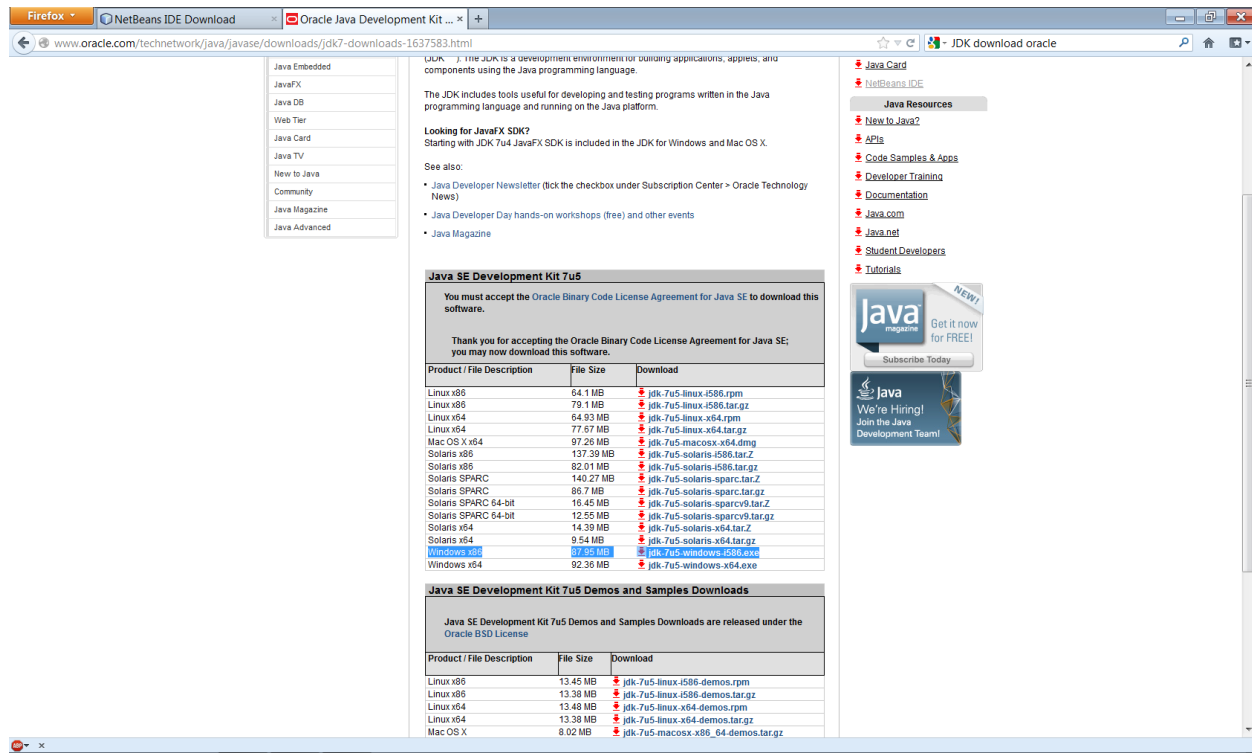 Firefox
NetBeans IDE Download
Oracle Java Development Kit ...
www.oracle.com/technetwork/java/javase/downloads/jdk7-downloads-1637583.html
JDK download oracle
Java Embedded
JavaFX
Java DB
Web Tier
Java Card
Java TV
New to Java
Community
Java Magazine
Java Advanced
(JDK ). The JDK is a development environment for building applications, applets, and
components using the Java programming language.
The JDK includes tools useful for developing and testing programs written in the Java
programming language and running on the Java platform.
Looking for JavaFX SDK?
Starting with JDK 7u4 JavaFX SDK is included in the JDK for Windows and Mac OS X.
See also:
• Java Developer Newsletter (tick the checkbox under Subscription Center > Oracle Technology
News)
• Java Developer Day hands-on workshops (free) and other events
• Java Magazine
Java SE Development Kit 7u5
You must accept the Oracle Binary Code License Agreement for Java SE to download this
software.
Thank you for accepting the Oracle Binary Code License Agreement for Java SE;
you may now download this software.
Product / File Description File Size Download
Linux x86 64.1 MB jdk-7u5-linux-i586.rpm
Linux x86 79.1 MB jdk-7u5-linux-i586.tar.gz
Linux x64 64.93 MB jdk-7u5-linux-x64.rpm
Linux x64 77.67 MB jdk-7u5-linux-x64.tar.gz
Mac OS X x64 97.26 MB jdk-7u5-macosx-x64.dmg
Solaris x86 137.39 MB jdk-7u5-solaris-i586.tar.Z
Solaris x86 82.01 MB jdk-7u5-solaris-i586.tar.gz
Solaris SPARC 140.27 MB jdk-7u5-solaris-sparc.tar.Z
Solaris SPARC 86.7 MB jdk-7u5-solaris-sparc.tar.gz
Solaris SPARC 64-bit 16.45 MB jdk-7u5-solaris-sparcv9.tar.Z
Solaris SPARC 64-bit 12.55 MB jdk-7u5-solaris-sparcv9.tar.gz
Solaris x64 14.39 MB jdk-7u5-solaris-x64.tar.Z
Solaris x64 9.54 MB jdk-7u5-solaris-x64.tar.gz
Windows x86 87.95 MB jdk-7u5-windows-i586.exe
Windows x64 92.36 MB jdk-7u5-windows-x64.exe
Java SE Development Kit 7u5 Demos and Samples Downloads
Java SE Development Kit 7u5 Demos and Samples Downloads are released under the
Oracle BSD License
Product / File Description File Size Download
Linux x86 13.45 MB jdk-7u5-linux-i586-demos.rpm
Linux x86 13.38 MB jdk-7u5-linux-i586-demos.tar.gz
Linux x64 13.48 MB jdk-7u5-linux-x64-demos.rpm
Linux x64 13.38 MB jdk-7u5-linux-x64-demos.tar.gz
Mac OS X 8.02 MB jdk-7u5-macosx-x86_64-demos.tar.gz
Java Card
NetBeans IDE
Java Resources
New to Java?
APIs
Code Samples & Apps
Developer Training
Documentation
Java.com
Java.net
Student Developers
Tutorials
NEW!
Java
magazine
Get it now
for FREE!
Subscribe Today
Java
We're Hiring!
Join the Java
Development Team!
ABP